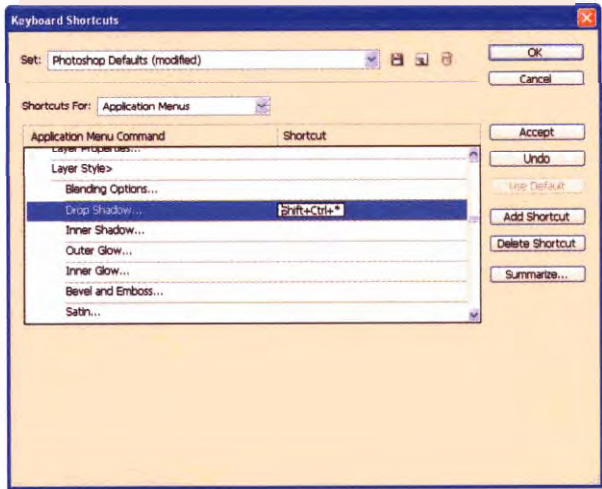 Keyboard Shortcuts
Set: Photoshop Defaults (modified)
OK
Cancel
Shortcuts For: Application Menus
Application Menu Command Shortcut
Layer Properties...
Layer Style>
Blending Options...
Drop Shadow... Shift+Ctrl+*
Inner Shadow...
Outer Glow...
Inner Glow...
Bevel and Emboss...
Satin...
Accept
Undo
Use Default
Add Shortcut
Delete Shortcut
Summarize...